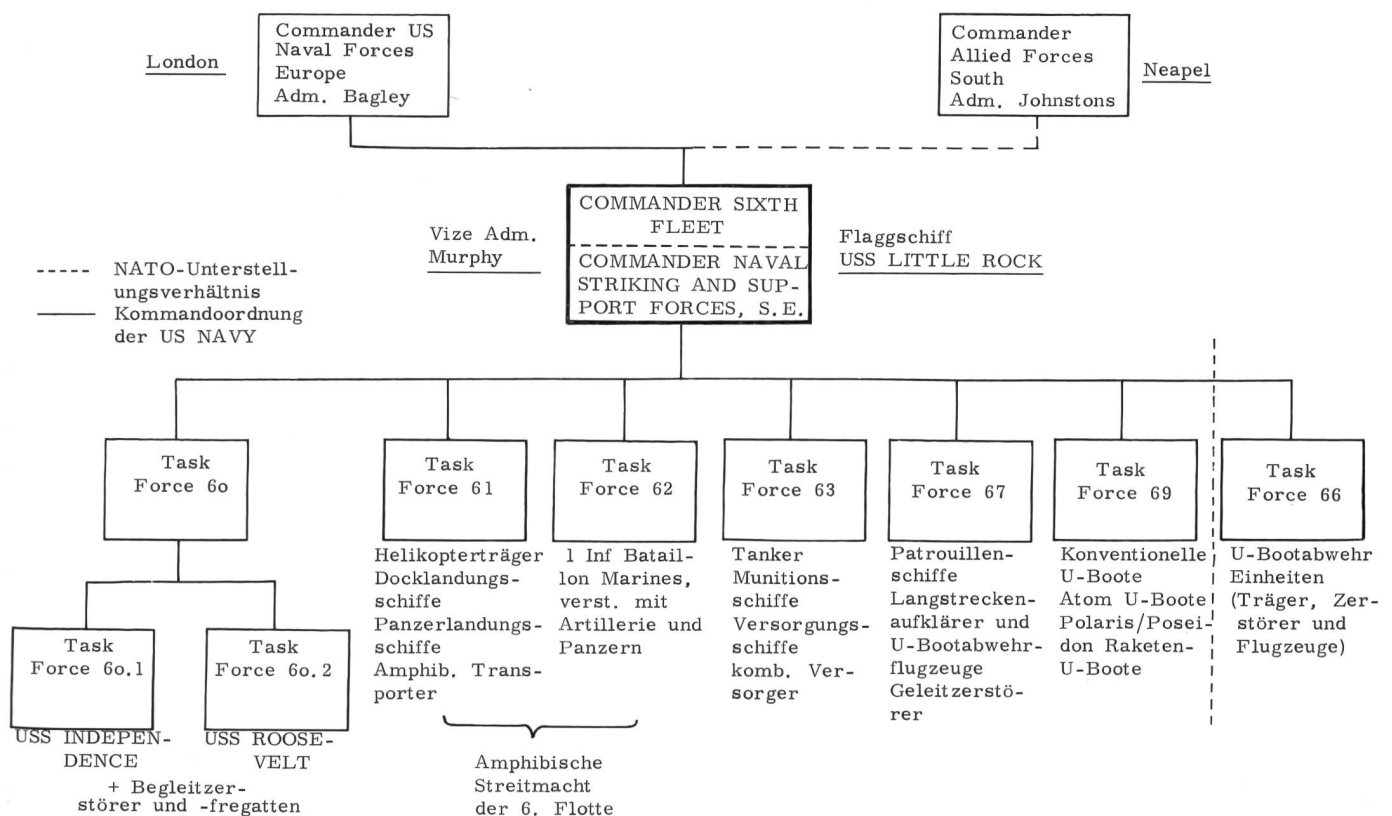 London
Commander US
Naval Forces
Europe
Adm. Bagley
Commander
Allied Forces
South
Adm. Johnstons
Neapel
Vize Adm.
Murphy
COMMANDER SIXTH
FLEET
COMMANDER NAVAL
STRIKING AND SUP-
PORT FORCES, S.E.
Flaggschiff
USS LITTLE ROCK
---- NATO-Unterstell-
ungsverhältnis
—— Kommandoordnung
der US NAVY
Task
Force 6o
Task
Force 6o.1
USS INDEPEN-
DENCE
Task
Force 6o.2
USS ROOSE-
VELT
+ Begleitzer-
störer und -fregatten
Task
Force 61
Helikopterträger
Docklandungs-
schiffe
Panzerlandungs-
schiffe
Amphib. Trans-
porter
Task
Force 62
1 Inf Batail-
lon Marines,
verst. mit
Artillerie und
Panzern
Amphibische
Streitmacht
der 6. Flotte
Task
Force 63
Tanker
Munitions-
schiffe
Versorgungs-
schiffe
komb. Ver-
sorger
Task
Force 67
Patrouillen-
schiffe
Langstrecken-
aufklärer und
U-Bootabwehr-
flugzeuge
Geleitzerstö-
rer
Task
Force 69
Konventionelle
U-Boote
Atom U-Boote
Polaris/Posei-
don Raketen-
U-Boote
Task
Force 66
U-Bootabwehr
Einheiten
(Träger, Zer-
störer und
Flugzeuge)